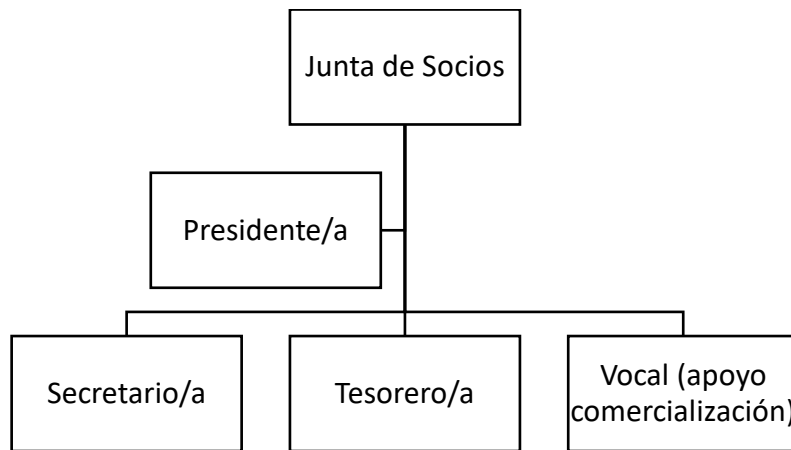 Junta de Socios
Presidente/a
Secretario/a
Tesorero/a
Vocal (apoyo
comercialización)